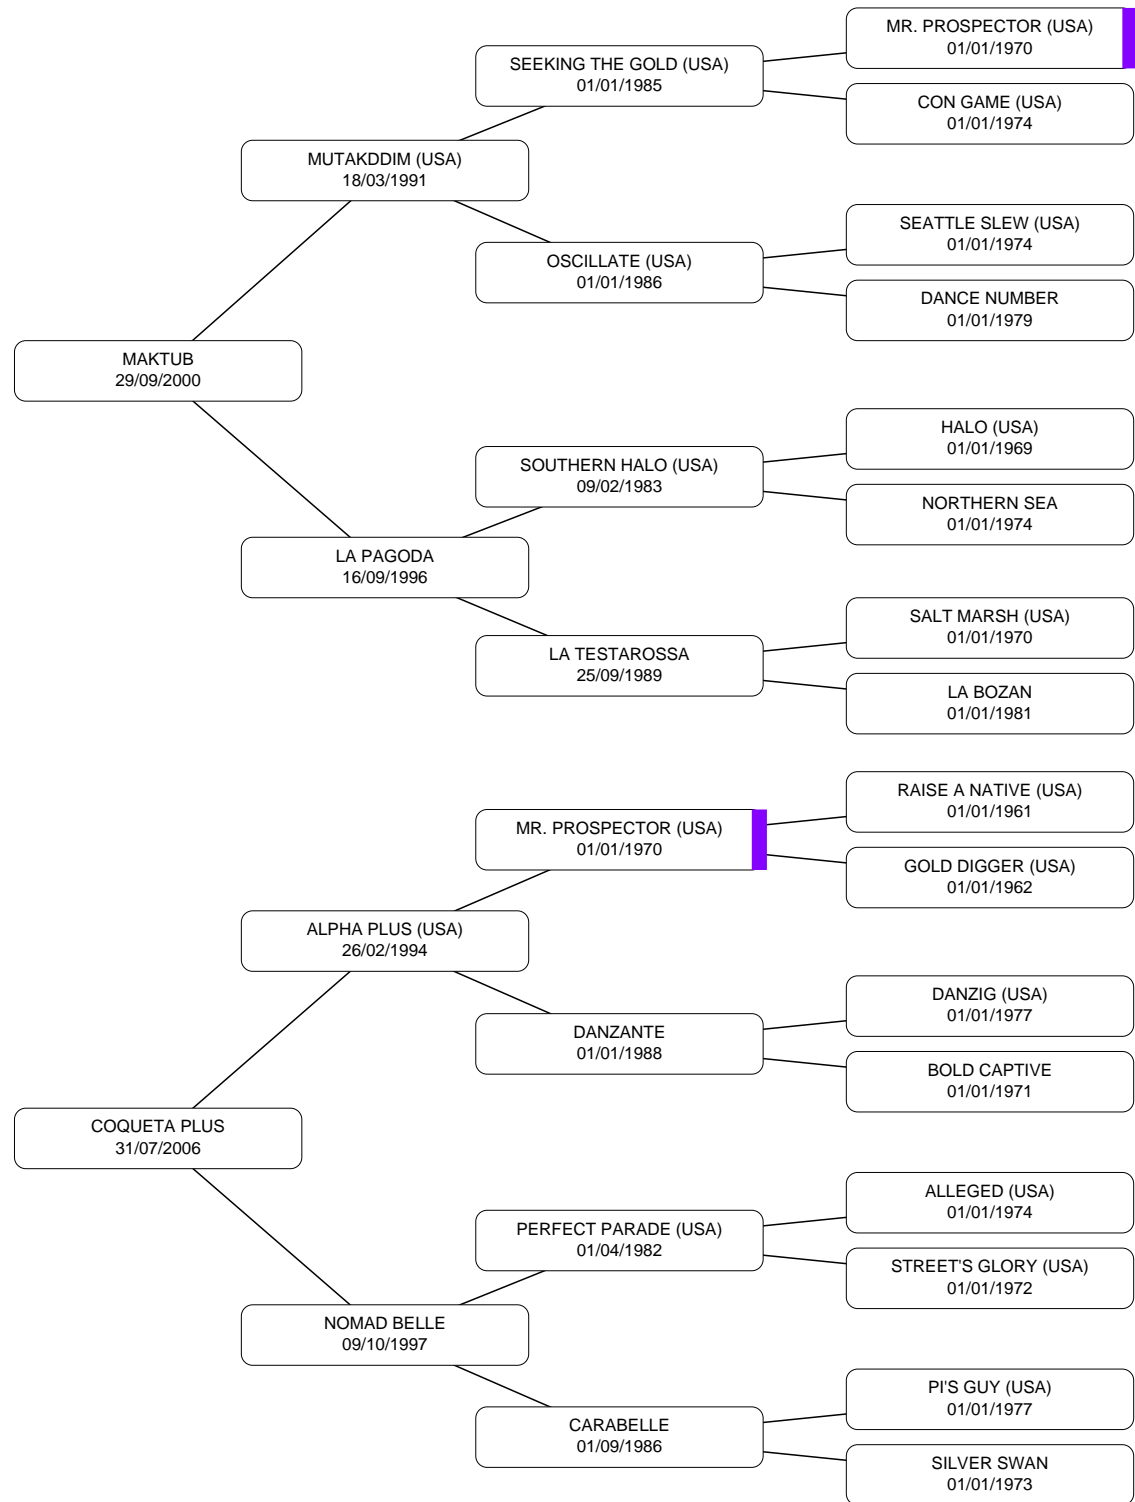 MR. PROSPECTOR (USA)
01/01/1970
SEEKING THE GOLD (USA)
01/01/1985
CON GAME (USA)
01/01/1974
MUTAKDDIM (USA)
18/03/1991
SEATTLE SLEW (USA)
01/01/1974
OSCILLATE (USA)
01/01/1986
DANCE NUMBER
01/01/1979
MAKTUB
29/09/2000
HALO (USA)
01/01/1969
SOUTHERN HALO (USA)
09/02/1983
NORTHERN SEA
01/01/1974
LA PAGODA
16/09/1996
SALT MARSH (USA)
01/01/1970
LA TESTAROSSA
25/09/1989
LA BOZAN
01/01/1981
RAISE A NATIVE (USA)
01/01/1961
MR. PROSPECTOR (USA)
01/01/1970
GOLD DIGGER (USA)
01/01/1962
ALPHA PLUS (USA)
26/02/1994
DANZIG (USA)
01/01/1977
DANZANTE
01/01/1988
BOLD CAPTIVE
01/01/1971
COQUETA PLUS
31/07/2006
ALLEGED (USA)
01/01/1974
PERFECT PARADE (USA)
01/04/1982
STREET'S GLORY (USA)
01/01/1972
NOMAD BELLE
09/10/1997
PI'S GUY (USA)
01/01/1977
CARABELLE
01/09/1986
SILVER SWAN
01/01/1973